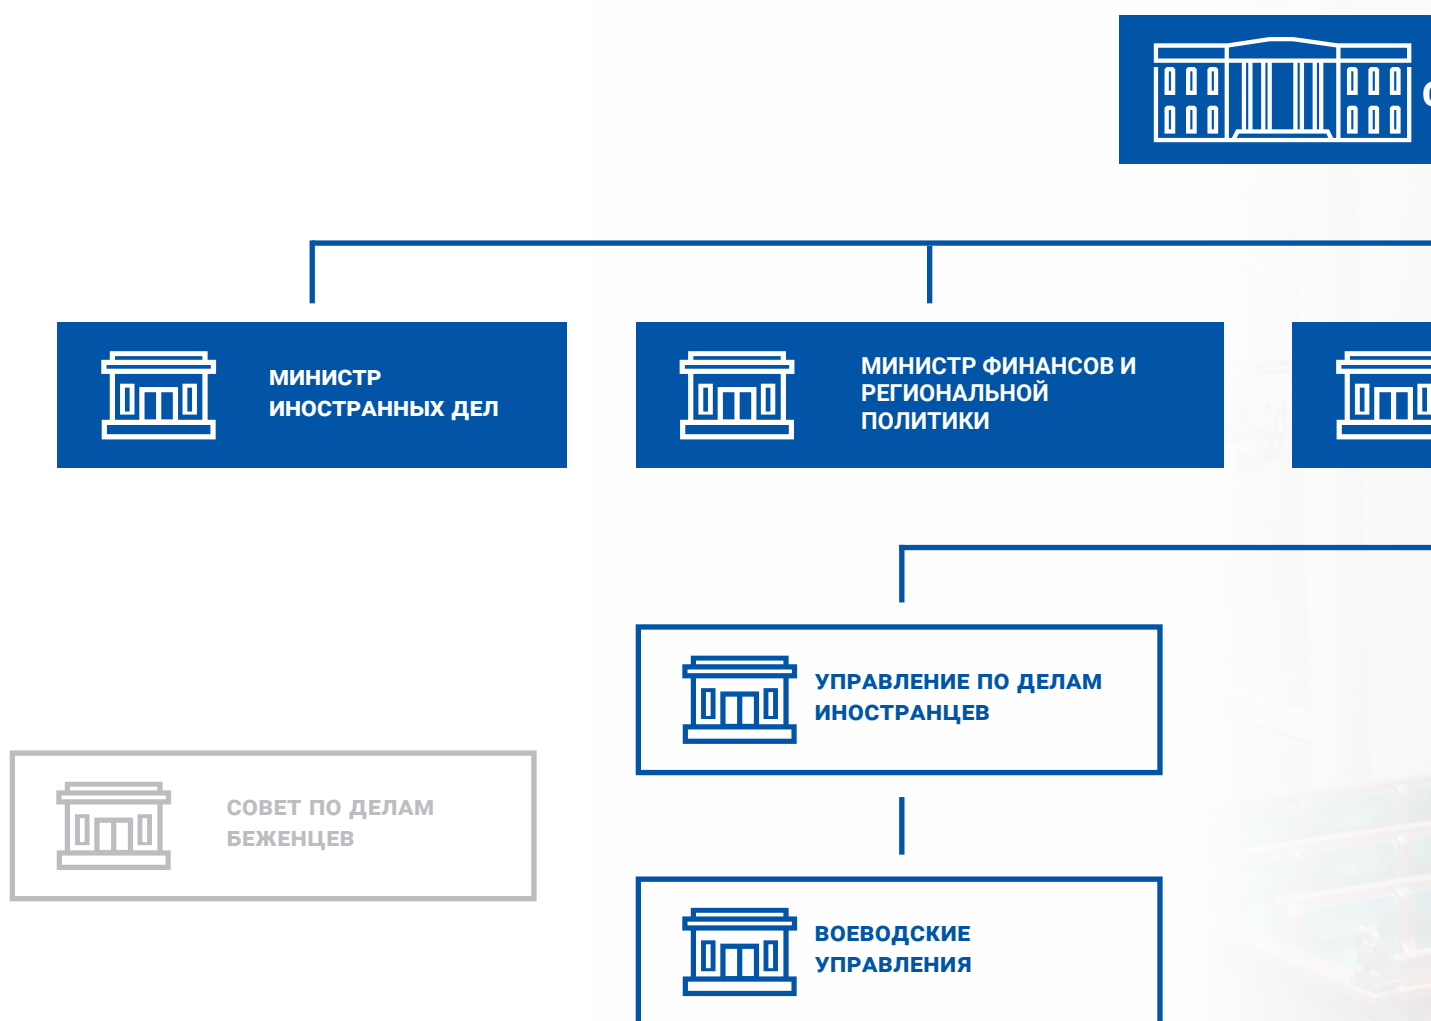 МИНИСТР
ИНОСТРАННЫХ ДЕЛ
МИНИСТР ФИНАНСОВ И
РЕГИОНАЛЬНОЙ
ПОЛИТИКИ
УПРАВЛЕНИЕ ПО ДЕЛАМ
ИНОСТРАНЦЕВ
СОВЕТ ПО ДЕЛАМ
БЕЖЕНЦЕВ
ВОЕВОДСКИЕ
УПРАВЛЕНИЯ